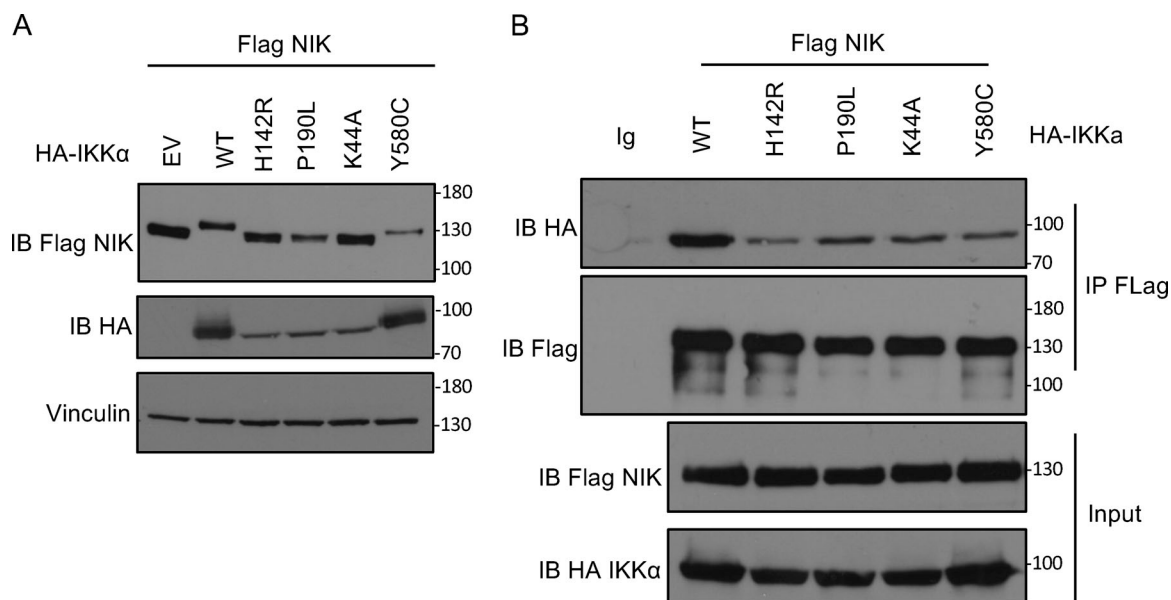 A
Flag NIK
HA-IKKα EV WT H142R P190L K44A Y580C
-180
IB Flag NIK -130
-100
-100
IB HA
-70
-180
Vinculin
-130
B
Flag NIK
Ig WT H142R P190L K44A Y580C HA-IKKa
IB HA -100
-70
IP FLag
-180
IB Flag -130
-100
IB Flag NIK -130
Input
IB HA IKKα -100